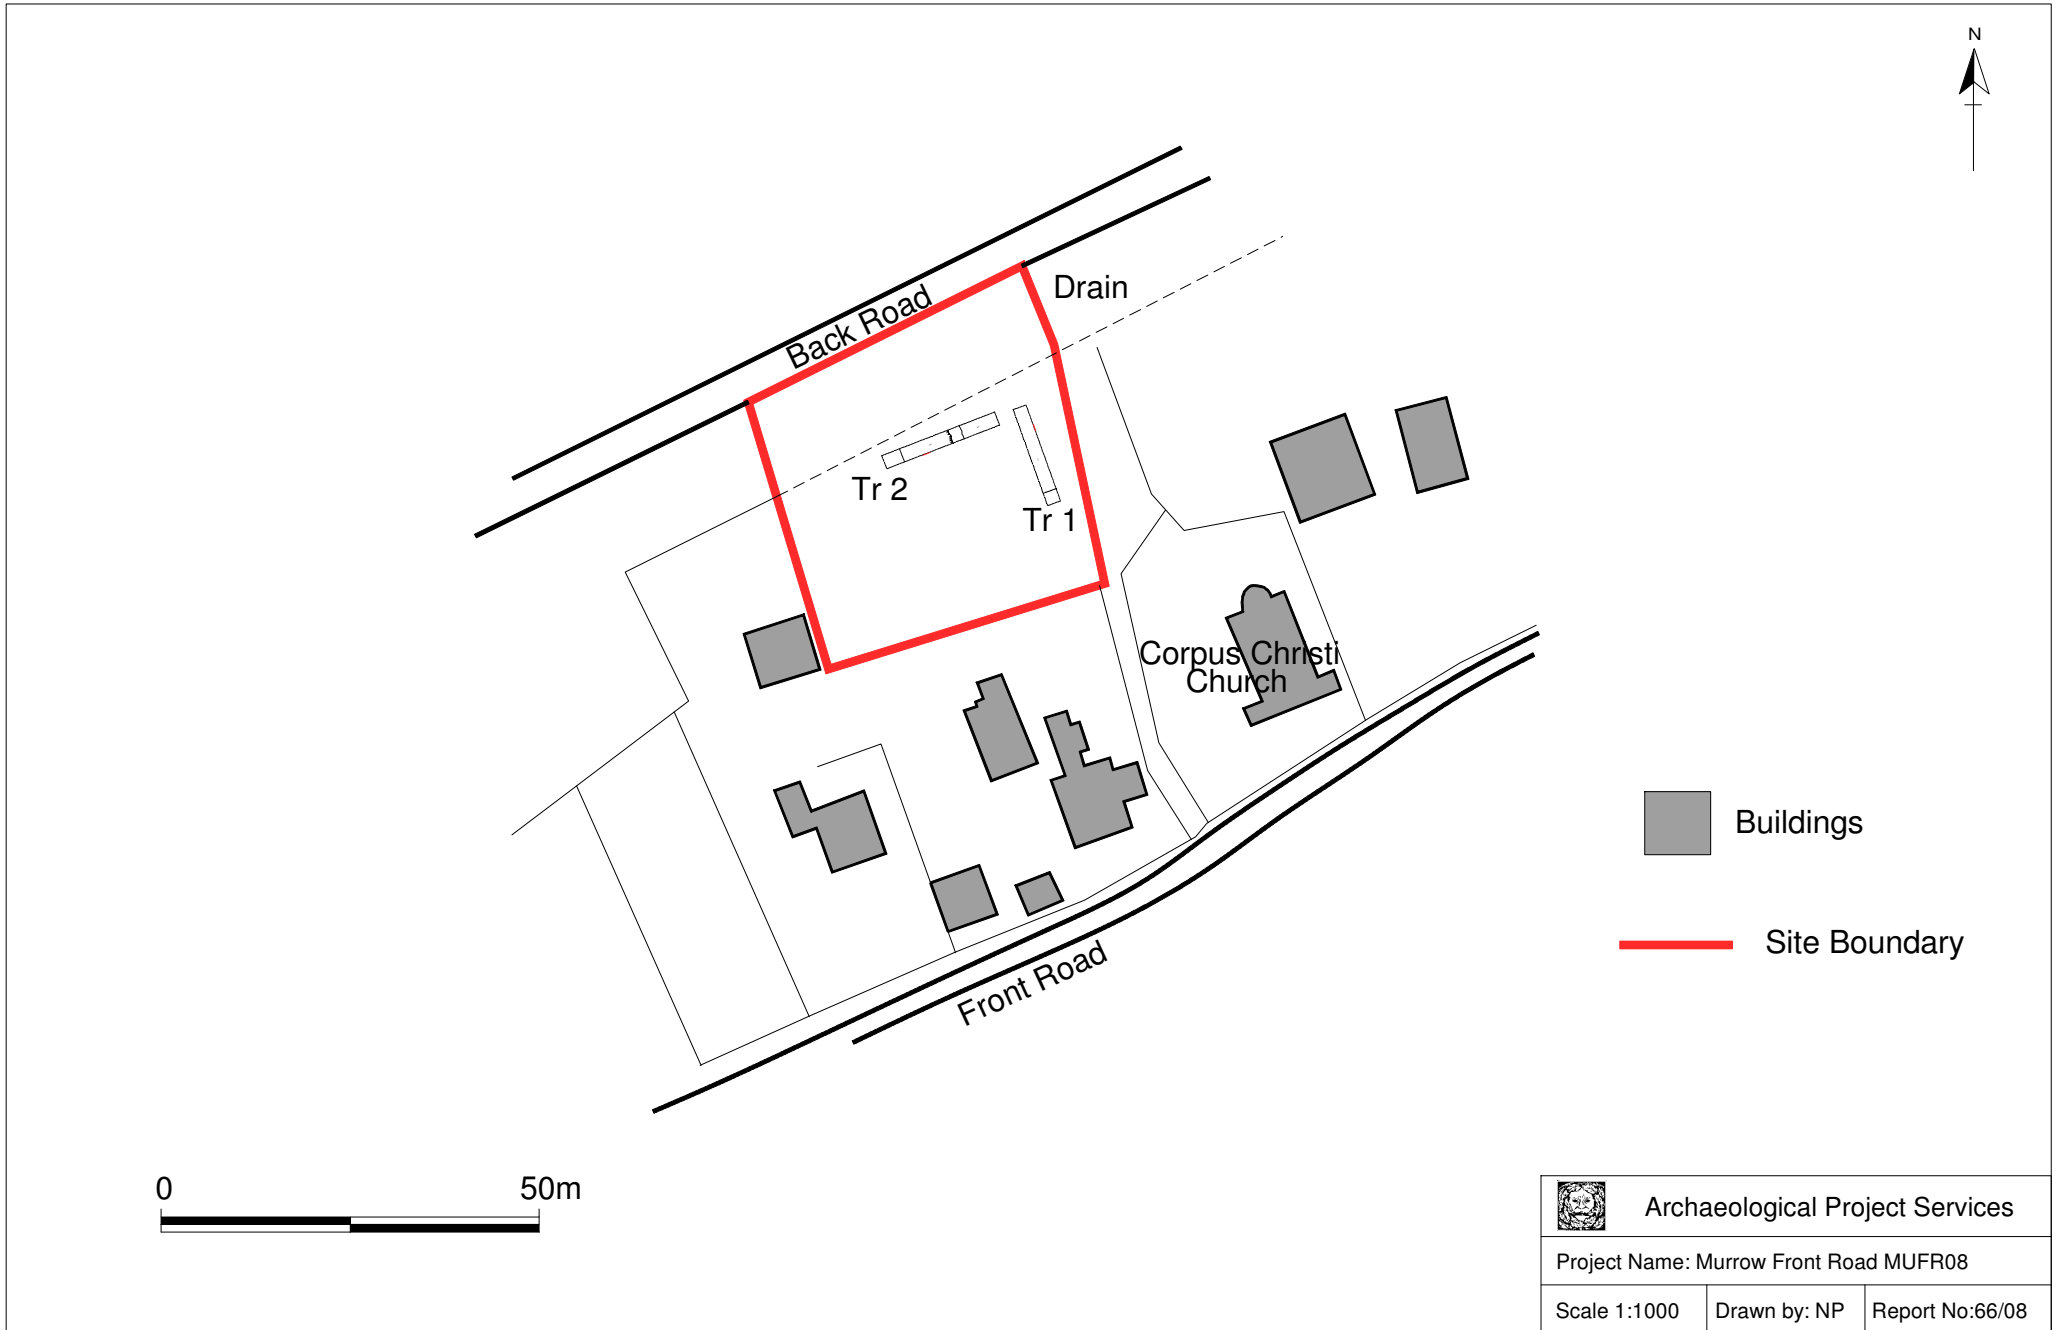 N
Back Road
Drain
Tr 2
Tr 1
Corpus Christi
Church
Buildings
Site Boundary
Front Road
0
50m
Archaeological Project Services
Project Name: Murrow Front Road MUFR08
Scale 1:1000
Drawn by: NP
Report No:66/08